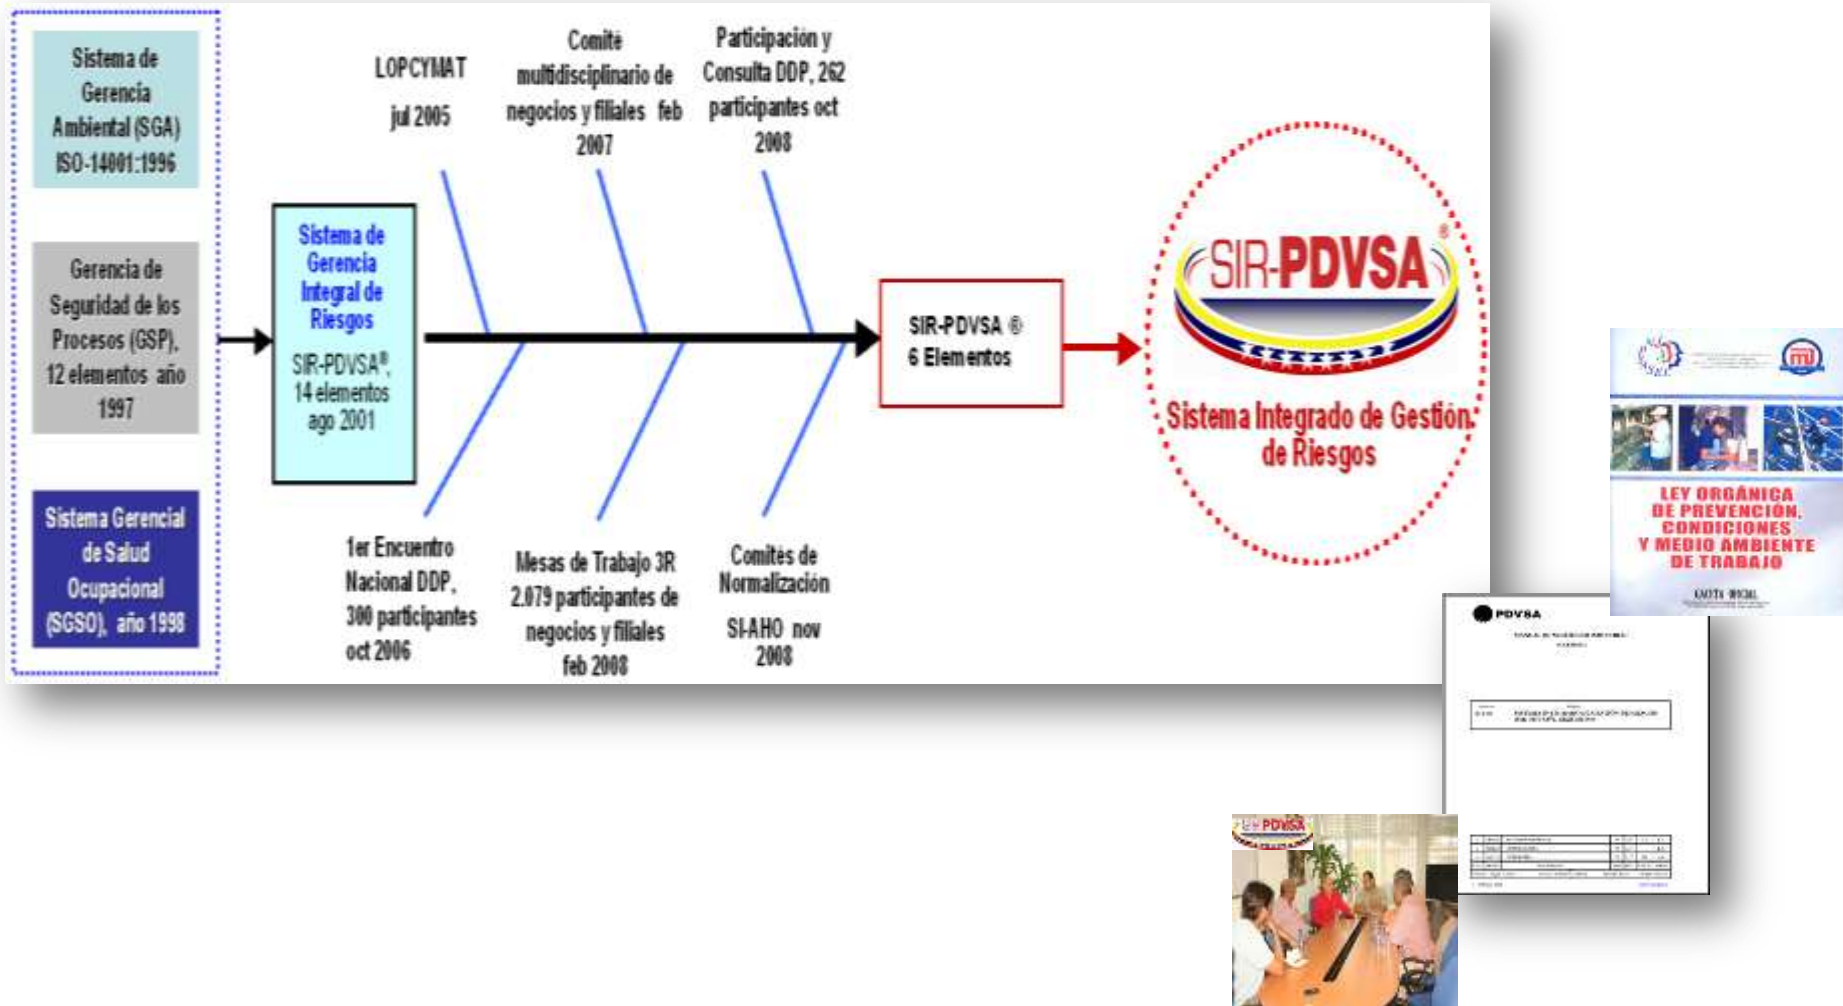 Sistema de
Gerencia
Ambiental (SGA)
ISO-14001:1996
Gerencia de
Seguridad de los
Procesos (GSP),
12 elementos año
1997
Sistema Gerencial
de Salud
Ocupacional
(SGSO), año 1998
Sistema de
Gerencia
Integral de
Riesgos
SIR-PDVSA®,
14 elementos
ago 2001
LOPCYMAT
jul 2005
Comité
multidisciplinario de
negocios y filiales feb
2007
Participación y
Consulta DDP, 262
participantes oct
2008
1er Encuentro
Nacional DDP,
300 participantes
oct 2006
Mesas de Trabajo 3R
2.079 participantes de
negocios y filiales
feb 2008
Comités de
Normalización
SI-AHO nov
2008
SIR-PDVSA ®
6 Elementos
SIR-PDVSA®
Sistema Integrado de Gestión
de Riesgos
LEY ORGÁNICA
DE PREVENCIÓN,
CONDICIONES
Y MEDIO AMBIENTE
DE TRABAJO
GACETA OFICIAL
PDVSA
SIR-PDVSA